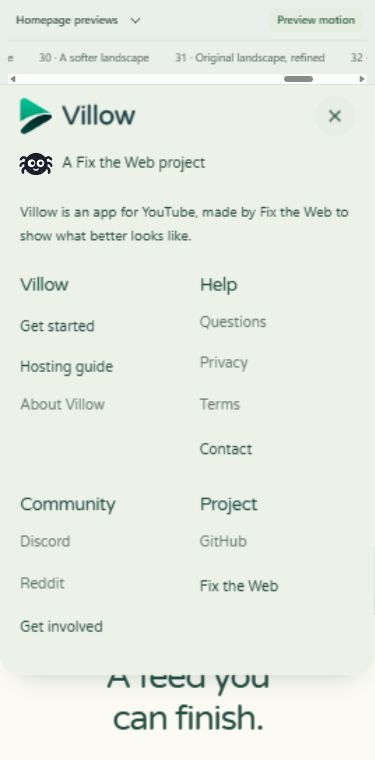 Homepage previews
Preview motion
e 30 · A softer landscape 31 · Original landscape, refined 32 ·
Villow
A Fix the Web project
Villow is an app for YouTube, made by Fix the Web to
show what better looks like.
Villow
Get started
Hosting guide
About Villow
Help
Questions
Privacy
Terms
Contact
Community
Discord
Reddit
Get involved
Project
GitHub
Fix the Web
A feed you
can finish.